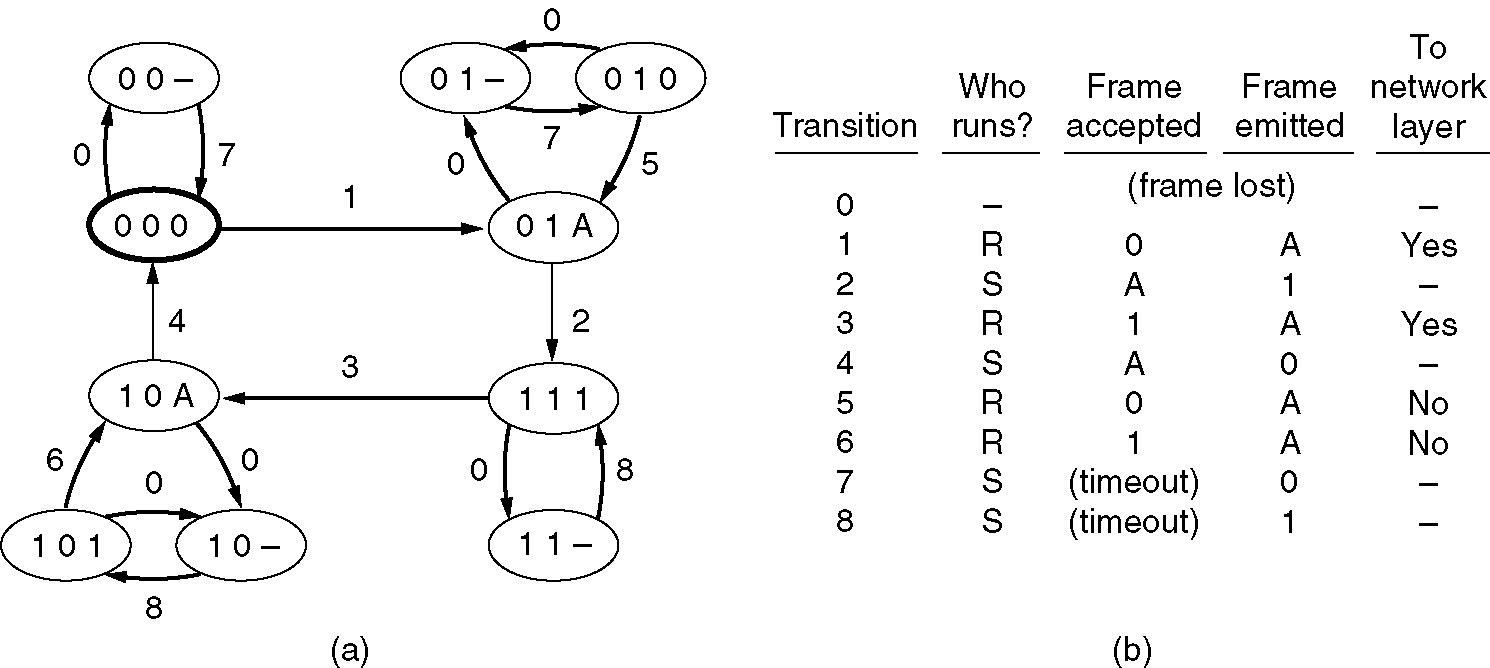 0
0 0 –
0 1 –
0 1 0
0
7
7
0
5
1
0 0 0
0 1 A
4
2
3
1 0 A
1 1 1
6
0
0
0
8
1 0 1
1 0 –
1 1 –
8
(a)
To
Who Frame Frame network
Transition runs? accepted emitted layer
(frame lost)
0 – –
1 R 0 A Yes
2 S A 1 –
3 R 1 A Yes
4 S A 0 –
5 R 0 A No
6 R 1 A No
7 S (timeout) 0 –
8 S (timeout) 1 –
(b)